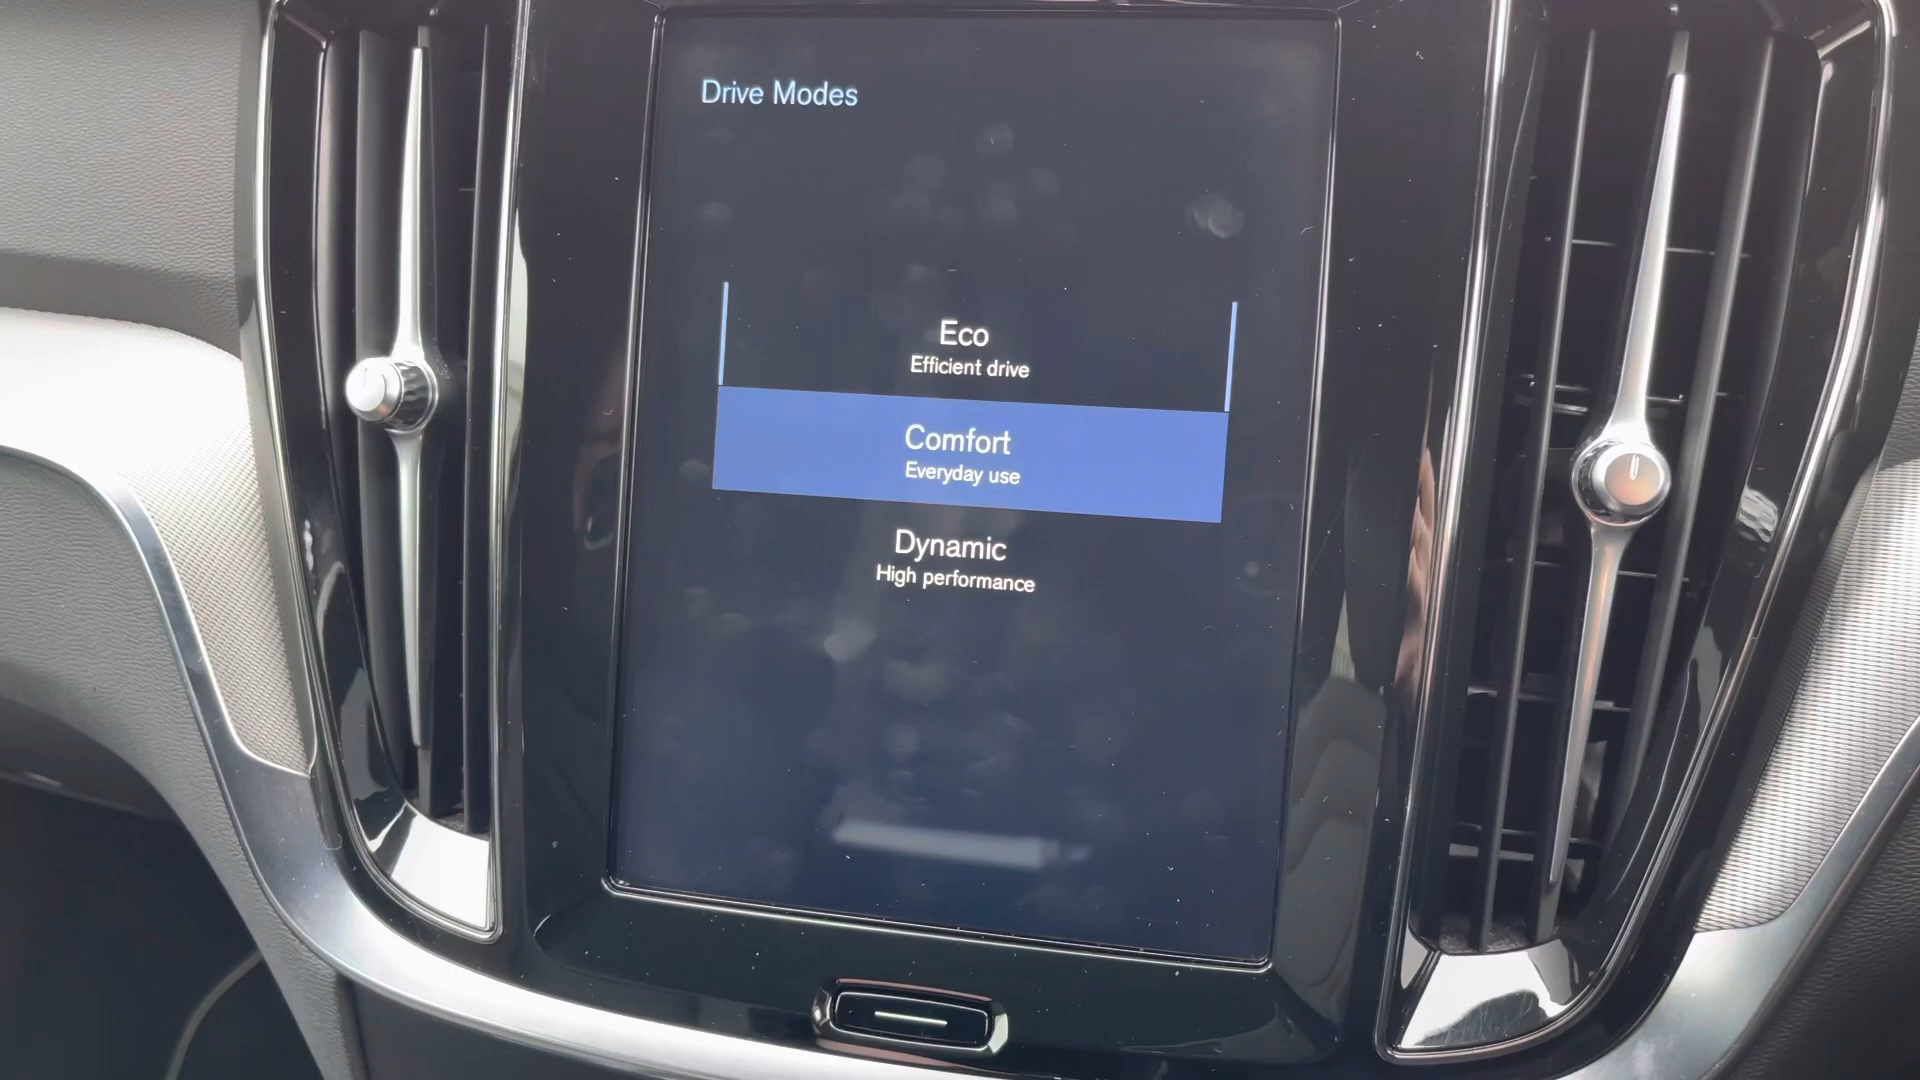 Drive Modes
Eco
Efficient drive
Comfort
Everyday use
Dynamic
High performance